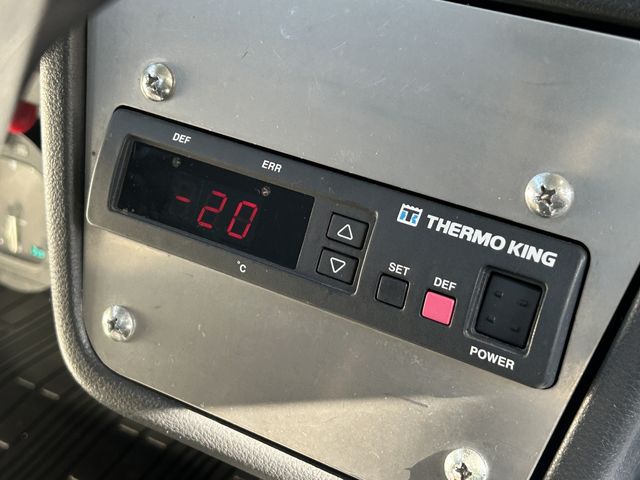 DEF
ERR
-20
°C
THERMO KING
SET
DEF
POWER